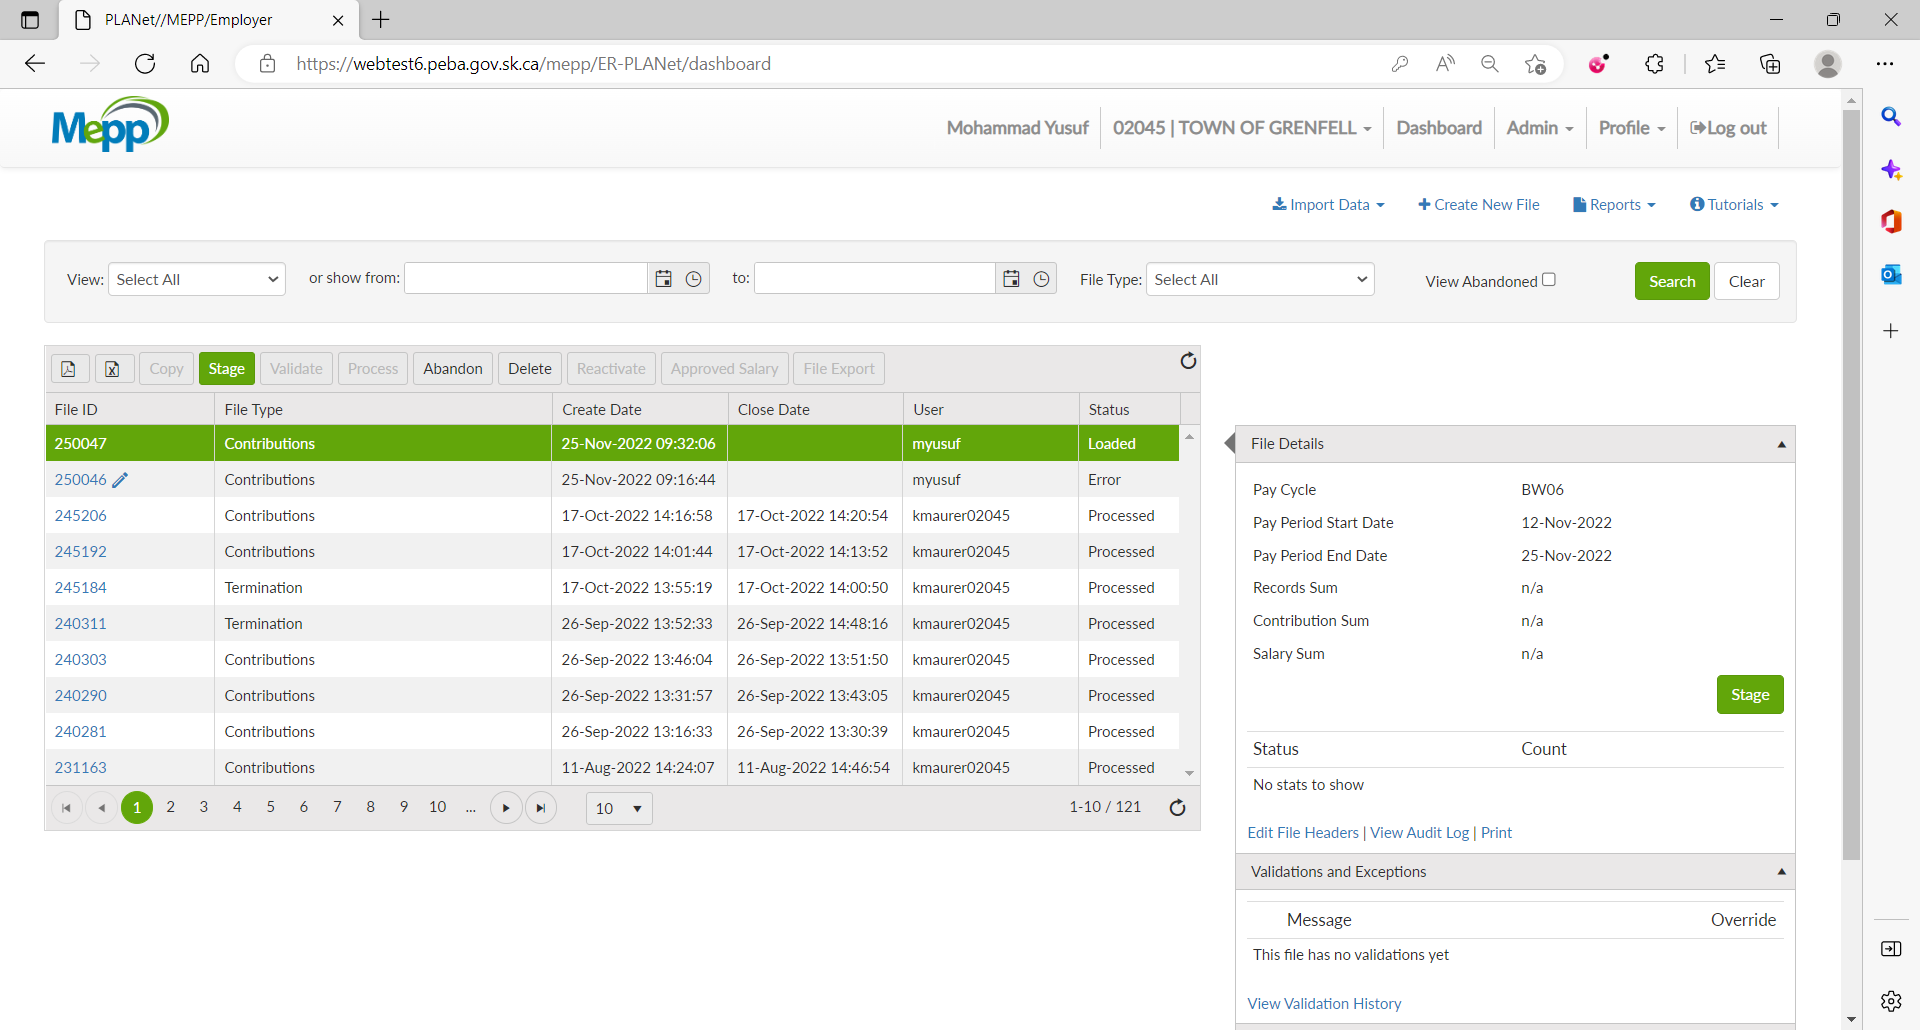 PLANet//MEPP/Employer
https://webtest6.peba.gov.sk.ca/mepp/ER-PLANet/dashboard
Mepp
Mohammad Yusuf 02045 | TOWN OF GRENFELL Dashboard Admin Profile Log out
Import Data Create New File Reports Tutorials
View: Select All or show from: to: File Type: Select All View Abandoned Search Clear
Copy Stage Validate Process Abandon Delete Reactivate Approved Salary File Export
File ID File Type Create Date Close Date User Status
250047 Contributions 25-Nov-2022 09:32:06 myusuf Loaded
250046 Contributions 25-Nov-2022 09:16:44 myusuf Error
245206 Contributions 17-Oct-2022 14:16:58 17-Oct-2022 14:20:54 kmaurer02045 Processed
245192 Contributions 17-Oct-2022 14:01:44 17-Oct-2022 14:13:52 kmaurer02045 Processed
245184 Termination 17-Oct-2022 13:55:19 17-Oct-2022 14:00:50 kmaurer02045 Processed
240311 Termination 26-Sep-2022 13:52:33 26-Sep-2022 14:48:16 kmaurer02045 Processed
240303 Contributions 26-Sep-2022 13:46:04 26-Sep-2022 13:51:50 kmaurer02045 Processed
240290 Contributions 26-Sep-2022 13:31:57 26-Sep-2022 13:43:05 kmaurer02045 Processed
240281 Contributions 26-Sep-2022 13:16:33 26-Sep-2022 13:30:39 kmaurer02045 Processed
231163 Contributions 11-Aug-2022 14:24:07 11-Aug-2022 14:46:54 kmaurer02045 Processed
1 2 3 4 5 6 7 8 9 10 ... 10 1-10 / 121
File Details
Pay Cycle BW06
Pay Period Start Date 12-Nov-2022
Pay Period End Date 25-Nov-2022
Records Sum n/a
Contribution Sum n/a
Salary Sum n/a
Stage
Status Count
No stats to show
Edit File Headers | View Audit Log | Print
Validations and Exceptions
Message Override
This file has no validations yet
View Validation History